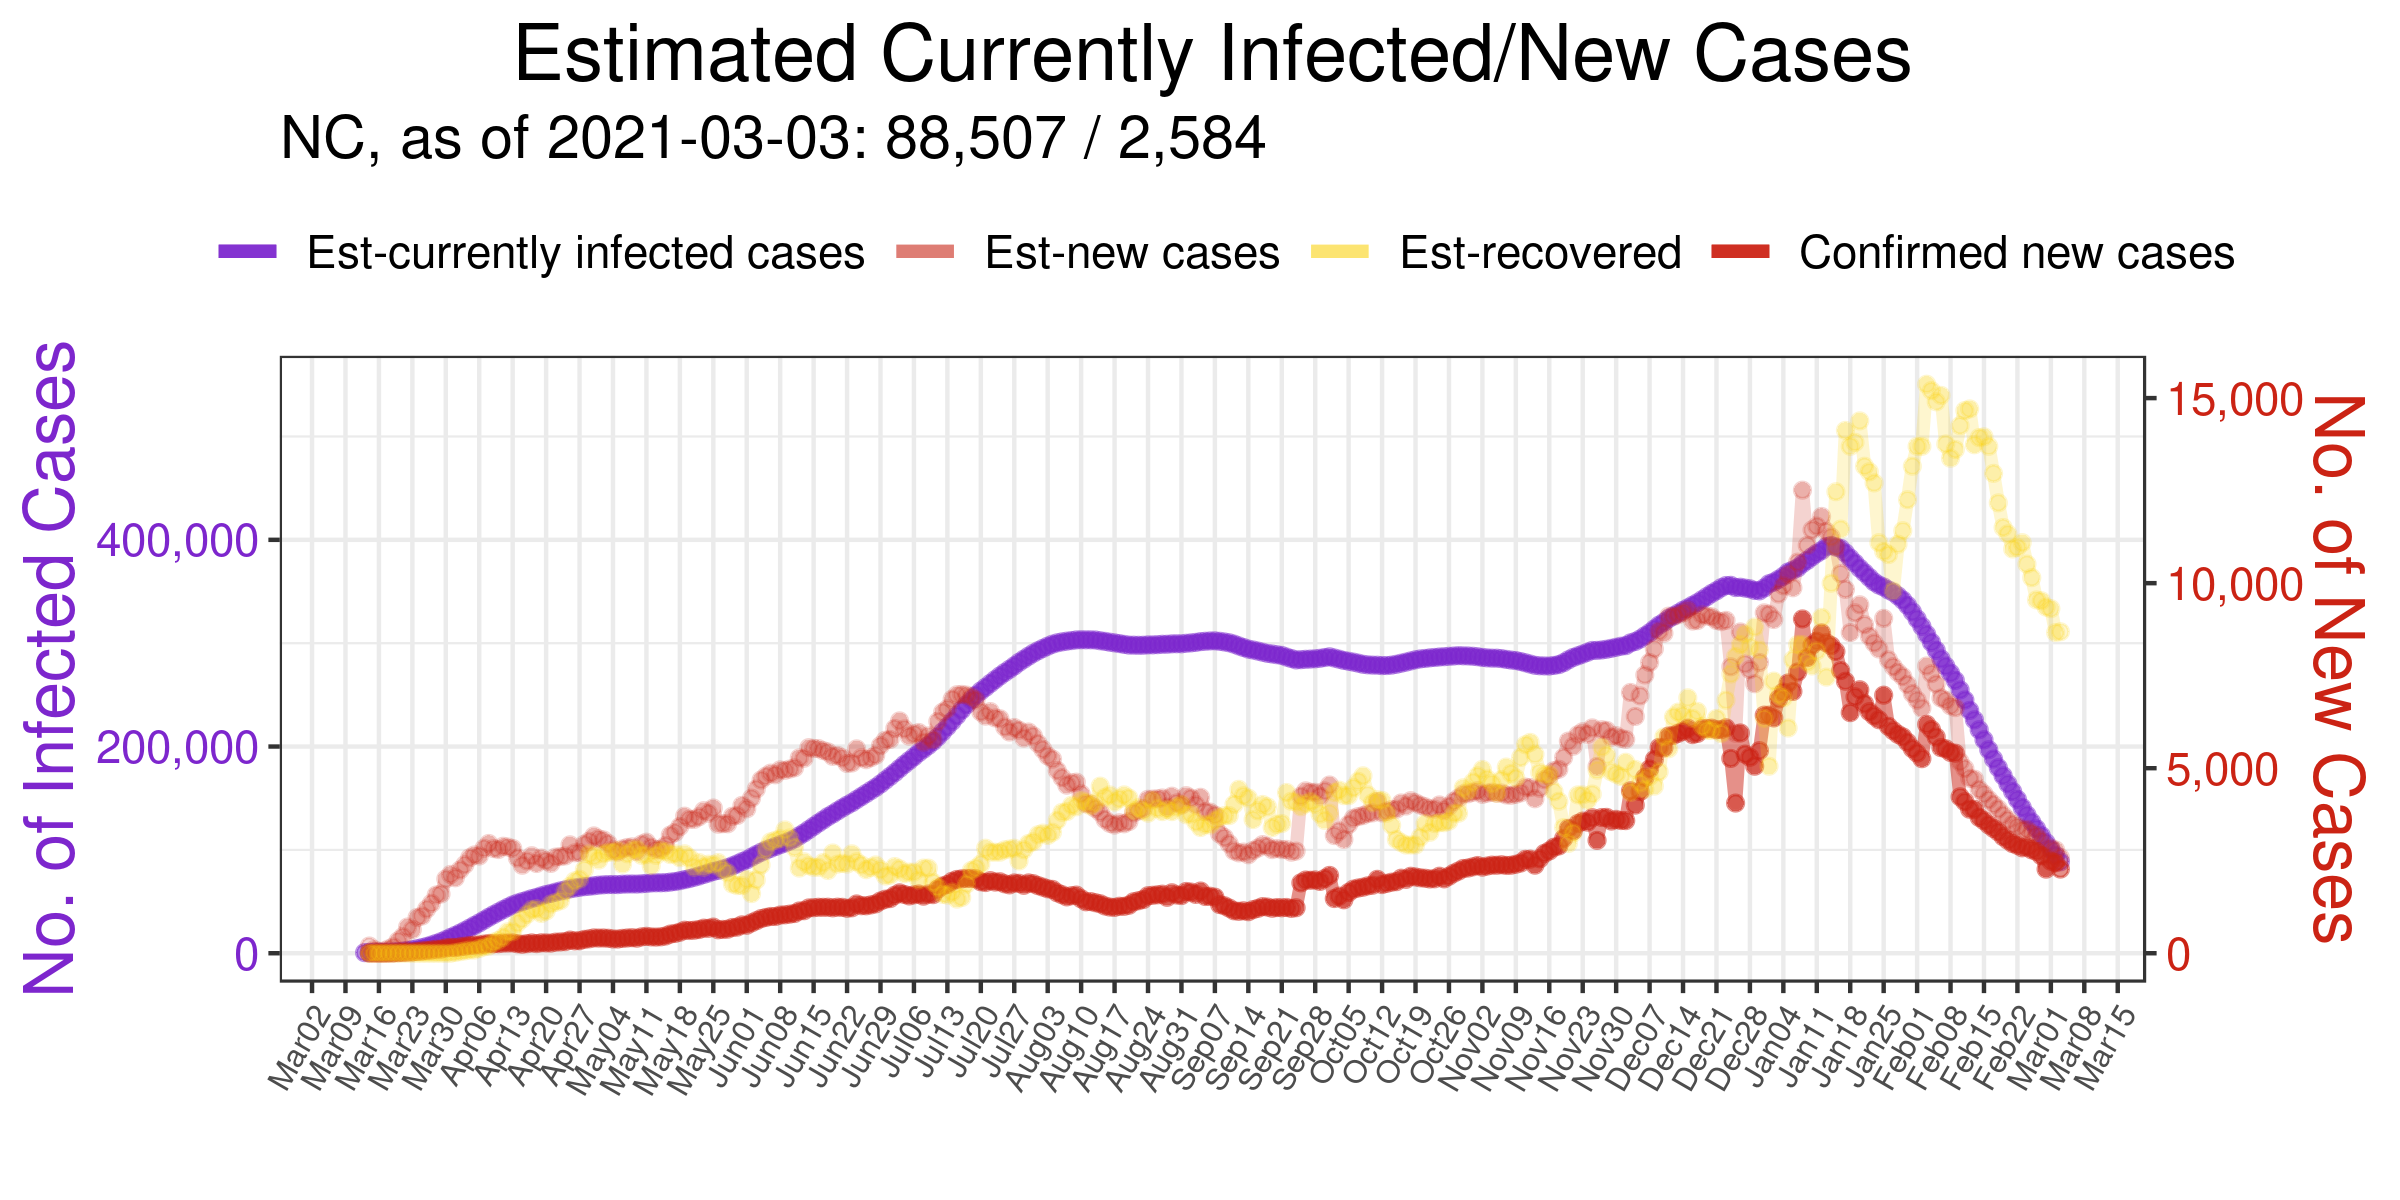 Estimated Currently Infected/New Cases
NC, as of 2021-03-03: 88,507 / 2,584
Est-currently infected cases Est-new cases Est-recovered Confirmed new cases
No. of Infected Cases
400,000
200,000
0
15,000
10,000
5,000
0
No. of New Cases
Mar02 Mar09 Mar16 Mar23 Mar30 Apr06 Apr13 Apr20 Apr27 May04 May11 May18 May25 Jun01 Jun08 Jun15 Jun22 Jun29 Jul06 Jul13 Jul20 Jul27 Aug03 Aug10 Aug17 Aug24 Aug31 Sep07 Sep14 Sep21 Sep28 Oct05 Oct12 Oct19 Oct26 Nov02 Nov09 Nov16 Nov23 Nov30 Dec07 Dec14 Dec21 Dec28 Jan04 Jan11 Jan18 Jan25 Feb01 Feb08 Feb15 Feb22 Mar01 Mar08 Mar15